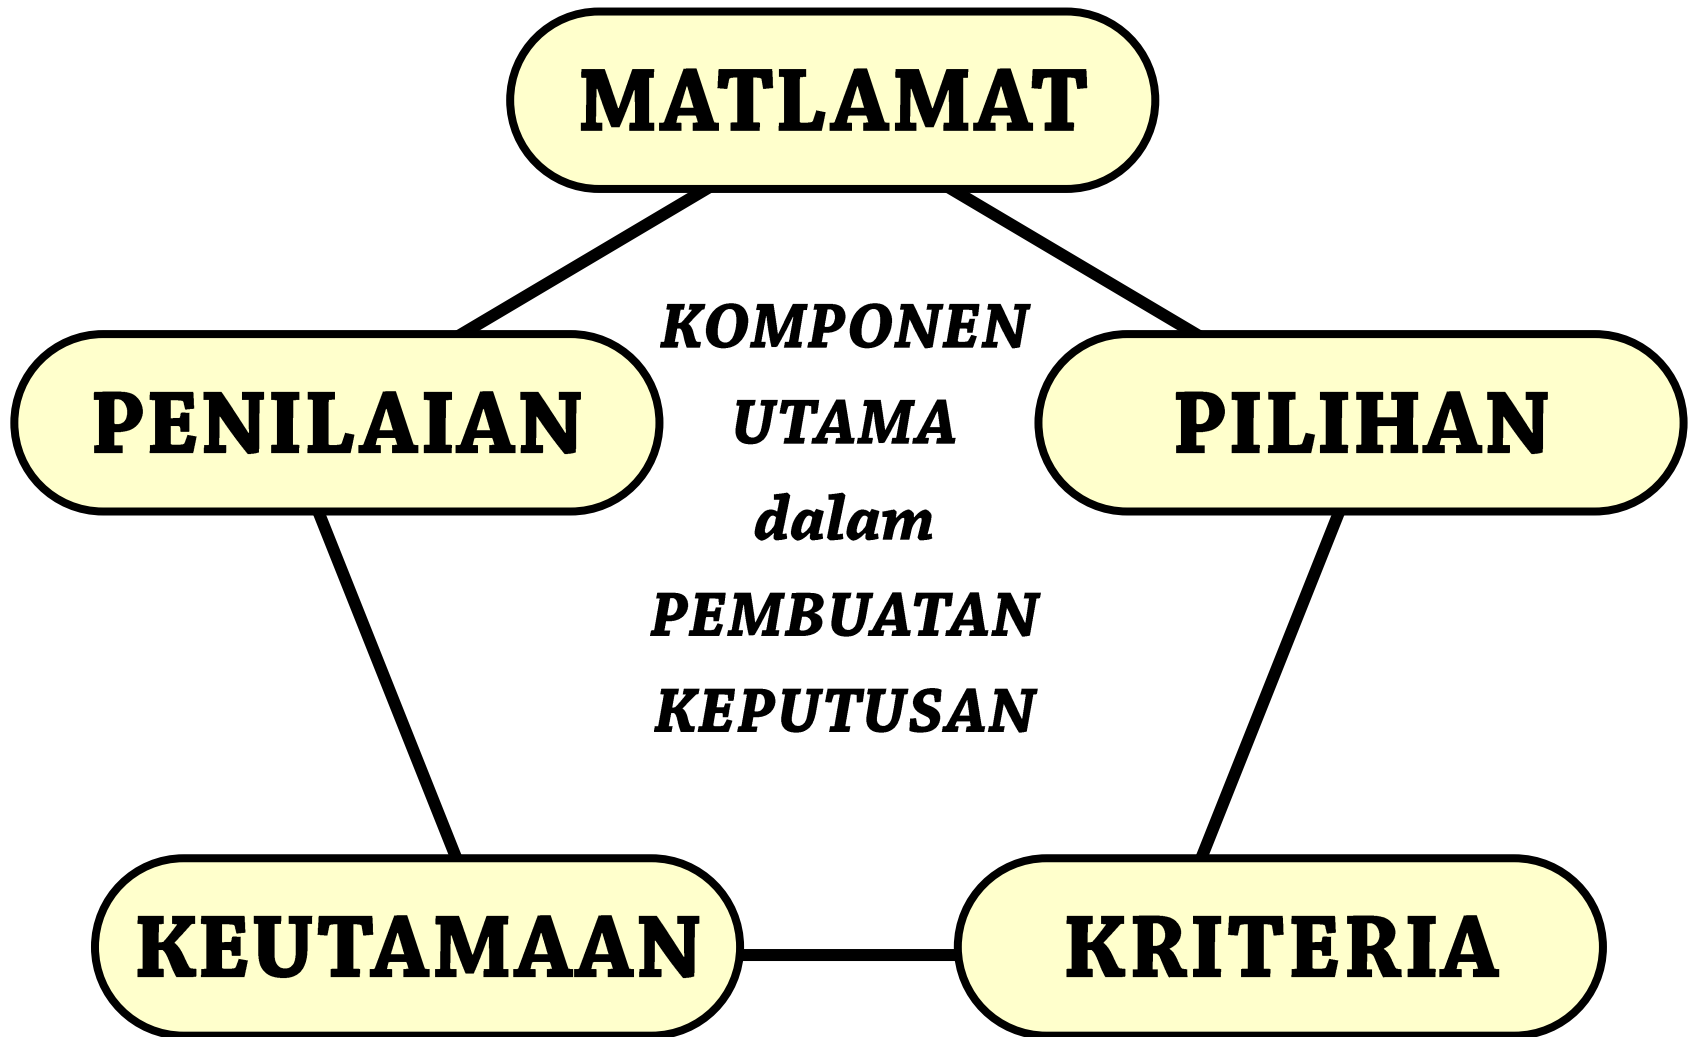 MATLAMAT
PENILAIAN
KOMPONEN
UTAMA
dalam
PEMBUATAN
KEPUTUSAN
PILIHAN
KEUTAMAAN
KRITERIA